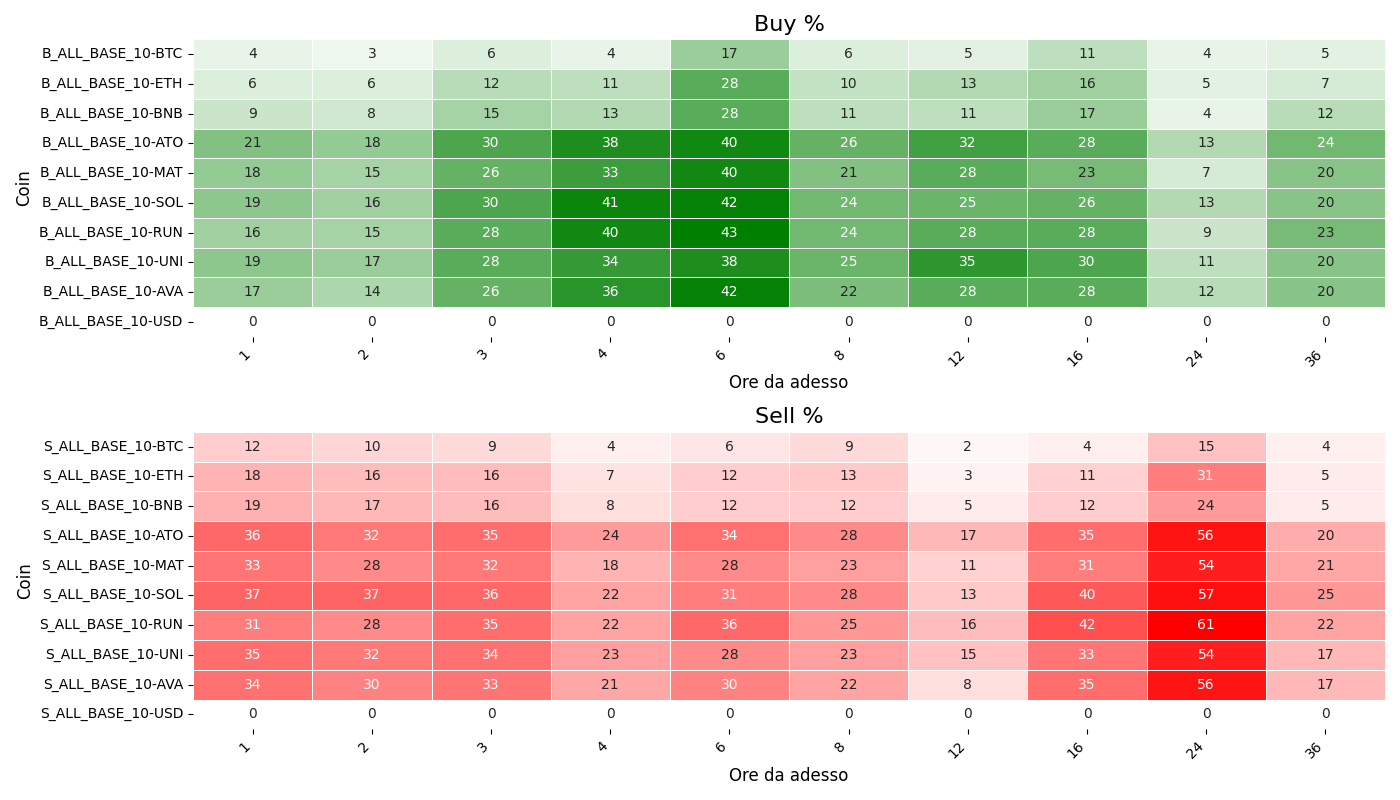 Buy %
Coin
B_ALL_BASE_10-BTC 4 3 6 4 17 6 5 11 4 5
B_ALL_BASE_10-ETH 6 6 12 11 28 10 13 16 5 7
B_ALL_BASE_10-BNB 9 8 15 13 28 11 11 17 4 12
B_ALL_BASE_10-ATO 21 18 30 38 40 26 32 28 13 24
B_ALL_BASE_10-MAT 18 15 26 33 40 21 28 23 7 20
B_ALL_BASE_10-SOL 19 16 30 41 42 24 25 26 13 20
B_ALL_BASE_10-RUN 16 15 28 40 43 24 28 28 9 23
B_ALL_BASE_10-UNI 19 17 28 34 38 25 35 30 11 20
B_ALL_BASE_10-AVA 17 14 26 36 42 22 28 28 12 20
B_ALL_BASE_10-USD 0 0 0 0 0 0 0 0 0 0
1 2 3 4 6 8 12 16 24 36
Ore da adesso
Sell %
Coin
S_ALL_BASE_10-BTC 12 10 9 4 6 9 2 4 15 4
S_ALL_BASE_10-ETH 18 16 16 7 12 13 3 11 31 5
S_ALL_BASE_10-BNB 19 17 16 8 12 12 5 12 24 5
S_ALL_BASE_10-ATO 36 32 35 24 34 28 17 35 56 20
S_ALL_BASE_10-MAT 33 28 32 18 28 23 11 31 54 21
S_ALL_BASE_10-SOL 37 37 36 22 31 28 13 40 57 25
S_ALL_BASE_10-RUN 31 28 35 22 36 25 16 42 61 22
S_ALL_BASE_10-UNI 35 32 34 23 28 23 15 33 54 17
S_ALL_BASE_10-AVA 34 30 33 21 30 22 8 35 56 17
S_ALL_BASE_10-USD 0 0 0 0 0 0 0 0 0 0
1 2 3 4 6 8 12 16 24 36
Ore da adesso